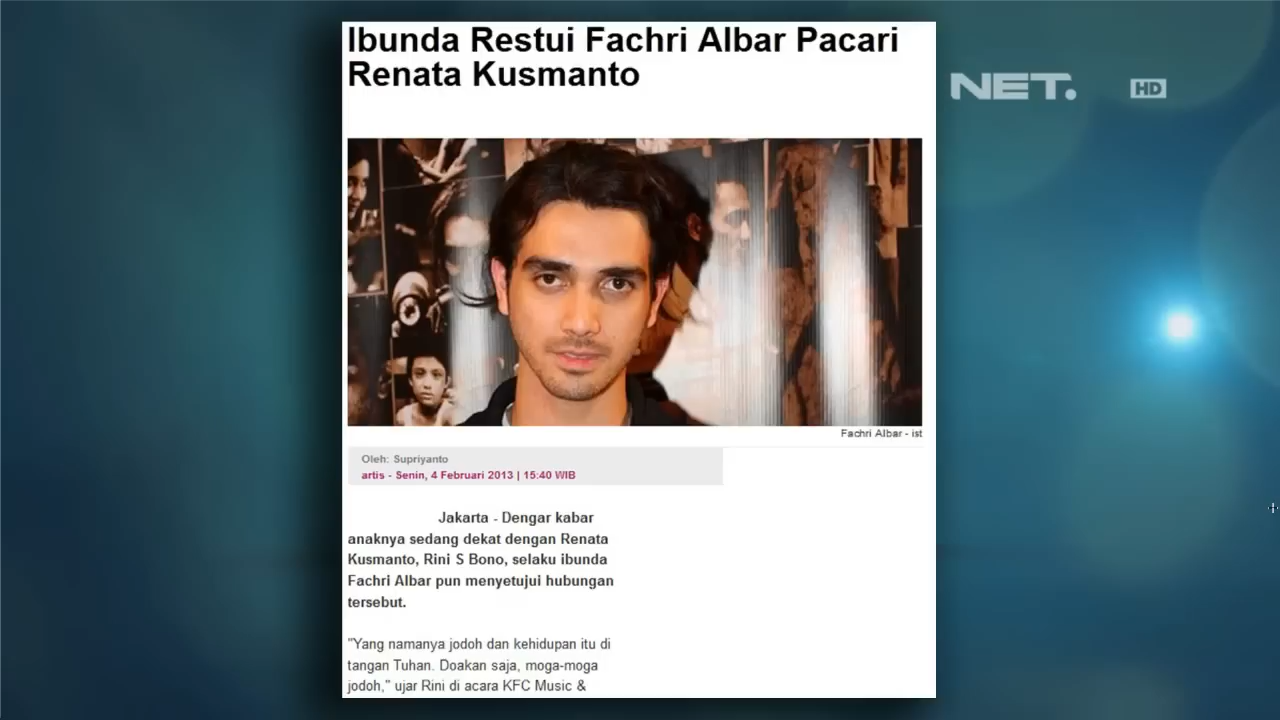 Ibunda Restui Fachri Albar Pacari
Renata Kusmanto
NET.
HD
Fachri Albar - ist
Oleh: Supriyanto
artis - Senin, 4 Februari 2013 | 15:40 WIB
Jakarta - Dengar kabar
anaknya sedang dekat dengan Renata
Kusmanto, Rini S Bono, selaku ibunda
Fachri Albar pun menyetujui hubungan
tersebut.
"Yang namanya jodoh dan kehidupan itu di
tangan Tuhan. Doakan saja, moga-moga
jodoh," ujar Rini di acara KFC Music &